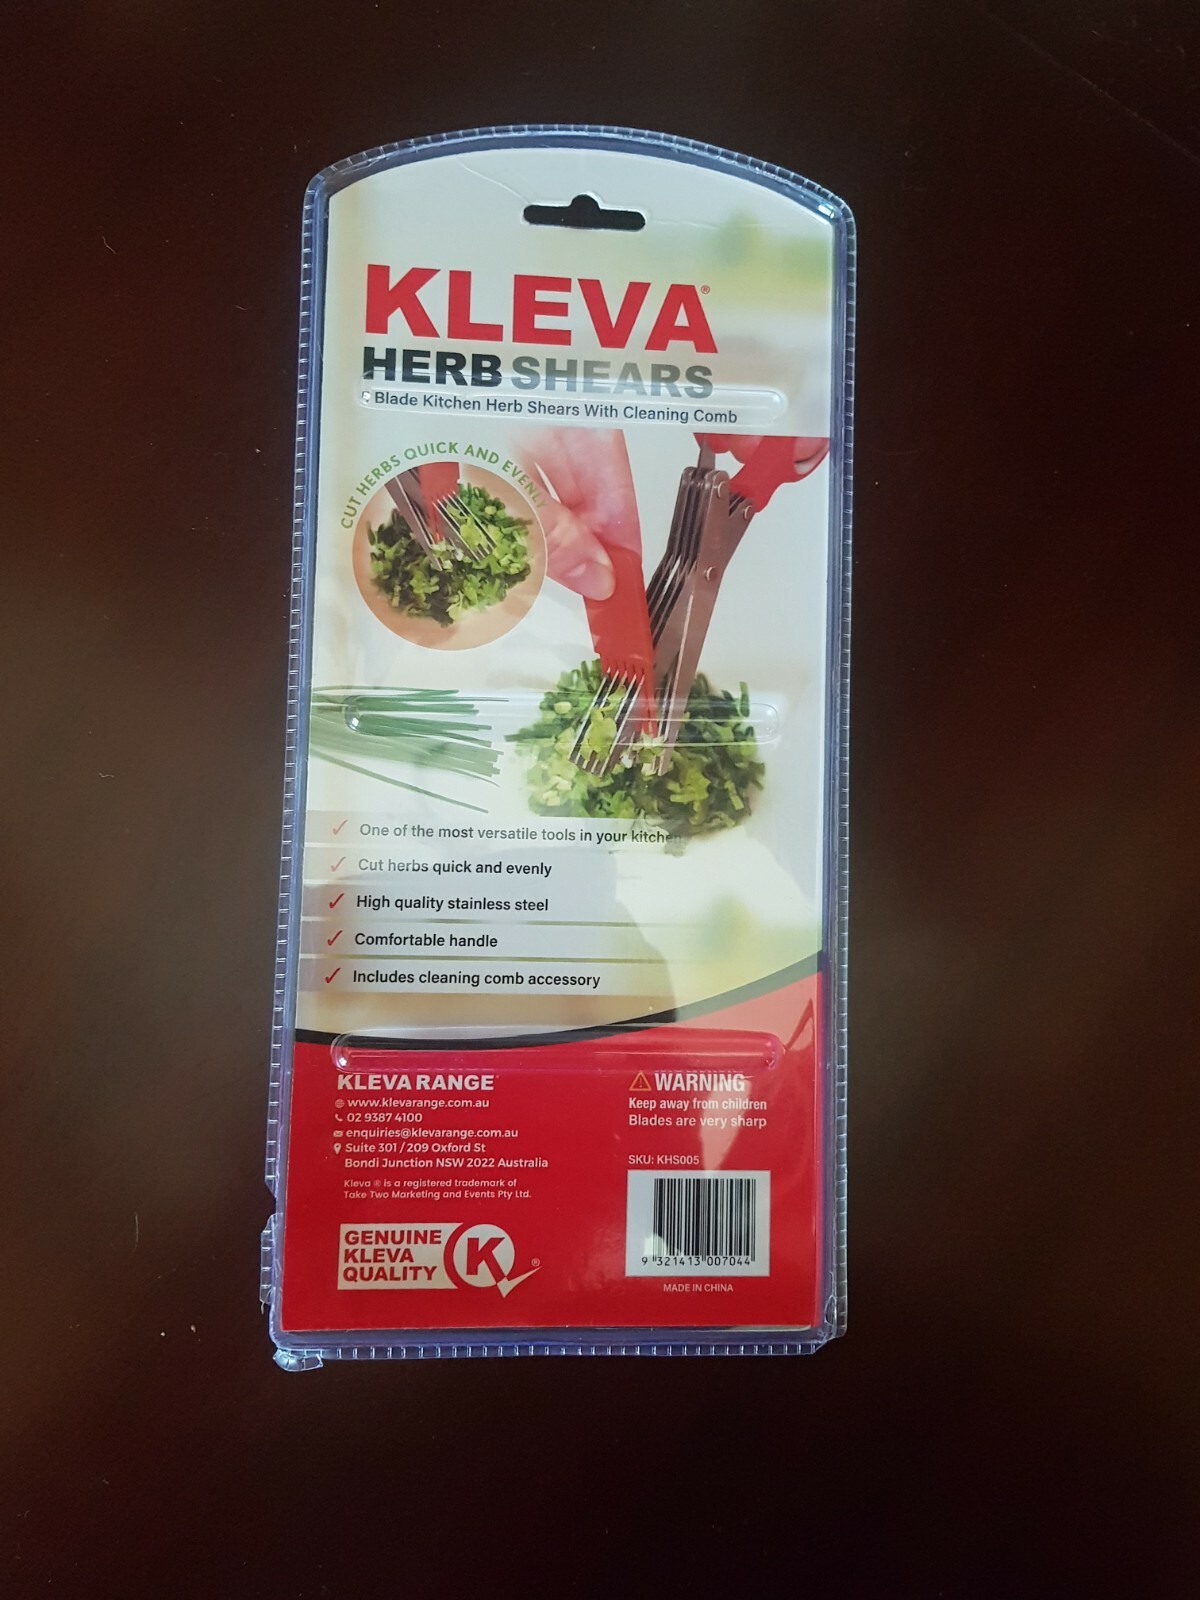 KLEVA®
HERB SHEARS
Blade Kitchen Herb Shears With Cleaning Comb
CUT HERBS QUICK AND EVENLY
✓ One of the most versatile tools in your kitchen
✓ Cut herbs quick and evenly
✓ High quality stainless steel
✓ Comfortable handle
✓ Includes cleaning comb accessory
KLEVA RANGE
www.klevarange.com.au
02 9387 4100
enquiries@klevarange.com.au
Suite 301 / 209 Oxford St
Bondi Junction NSW 2022 Australia
Kleva ® is a registered trademark of
Take Two Marketing and Events Pty Ltd.
GENUINE
KLEVA
QUALITY
K ®
⚠ WARNING
Keep away from children
Blades are very sharp
SKU: KHS005
9 321413 007044
MADE IN CHINA